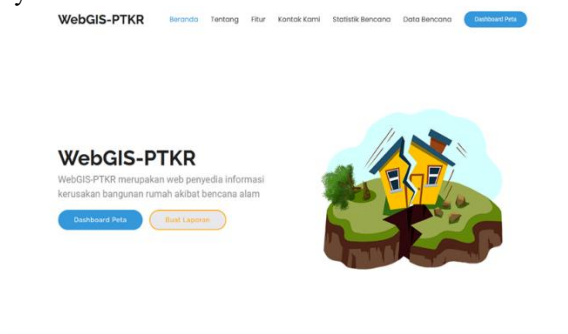 WebGIS-PTKR
Beranda Tentang Fitur Kontak Kami Statistik Bencana Data Bencana Dashboard Peta
WebGIS-PTKR
WebGIS-PTKR merupakan web penyedia informasi
kerusakan bangunan rumah akibat bencana alam
Dashboard Peta Buat Laporan